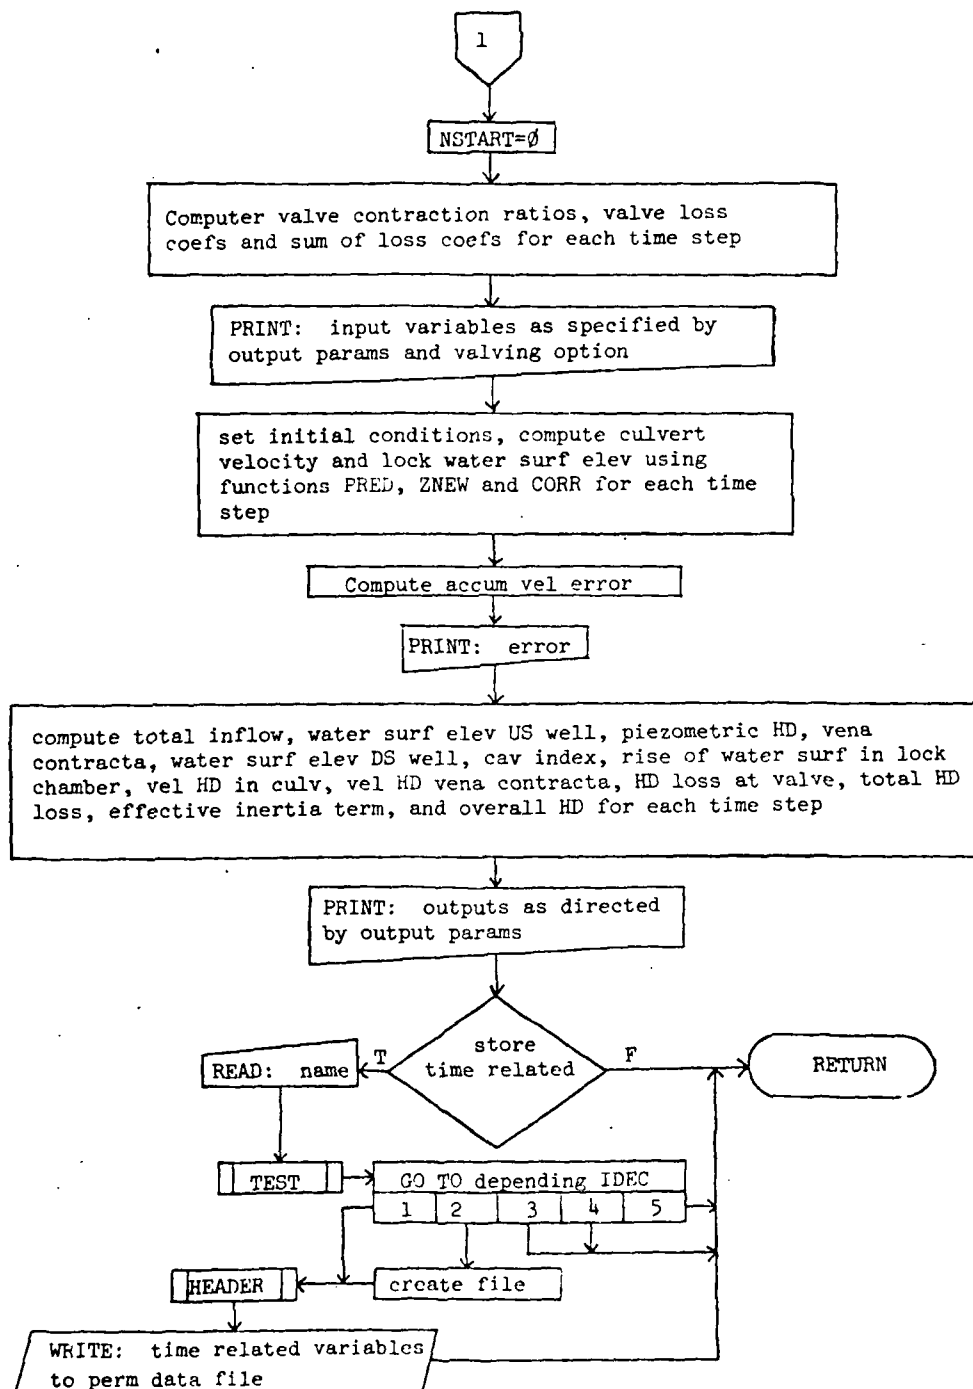 1
NSTART=Ø
Computer valve contraction ratios, valve loss
coefs and sum of loss coefs for each time step
PRINT: input variables as specified by
output params and valving option
set initial conditions, compute culvert
velocity and lock water surf elev using
functions PRED, ZNEW and CORR for each time
step
Compute accum vel error
PRINT: error
compute total inflow, water surf elev US well, piezometric HD, vena
contracta, water surf elev DS well, cav index, rise of water surf in lock
chamber, vel HD in culv, vel HD vena contracta, HD loss at valve, total HD
loss, effective inertia term, and overall HD for each time step
PRINT: outputs as directed
by output params
store
time related
T
F
READ: name
RETURN
TEST
GO TO depending IDEC
1 2 3 4 5
HEADER
create file
WRITE: time related variables
to perm data file